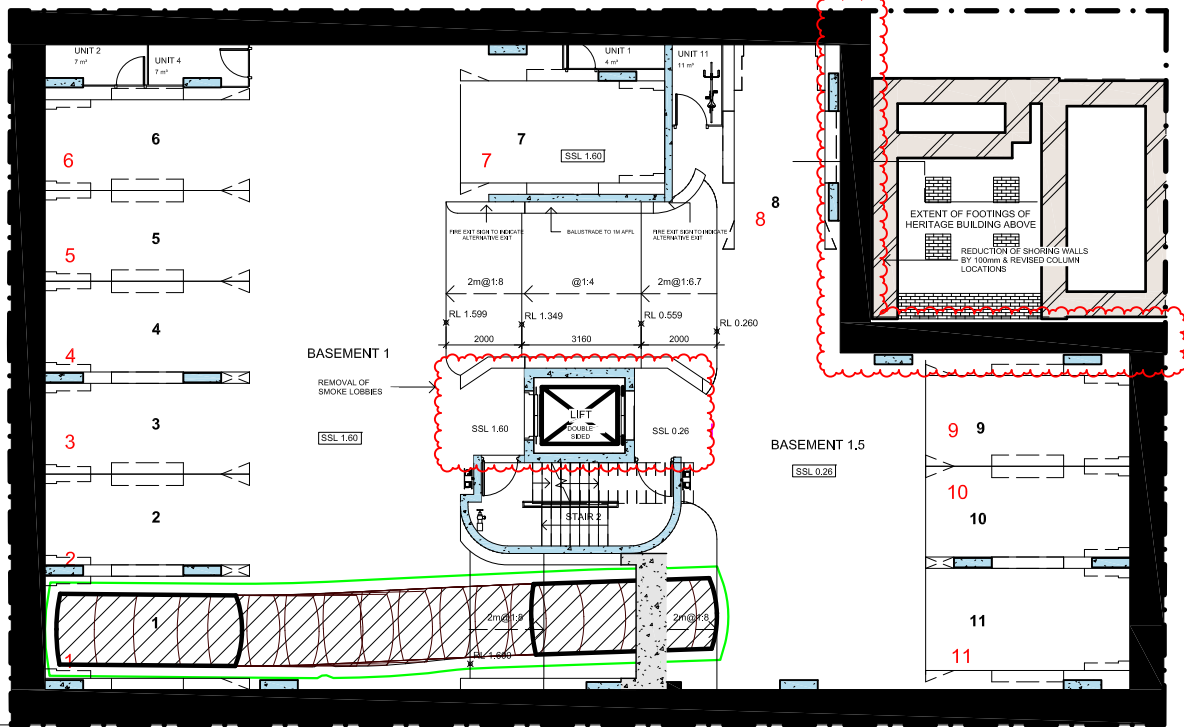 UNIT 2
7 m²
UNIT 4
7 m²
UNIT 1
4 m²
UNIT 11
11 m²
6
6
7
7
SSL 1.60
8
8
5
5
FIRE EXIT SIGN TO INDICATE
ALTERNATIVE EXIT
BALUSTRADE TO 1M AFFL
FIRE EXIT SIGN TO INDICATE
ALTERNATIVE EXIT
EXTENT OF FOOTINGS OF
HERITAGE BUILDING ABOVE
REDUCTION OF SHORING WALLS
BY 100mm & REVISED COLUMN
LOCATIONS
2m@1:8
@1:4
2m@1:6.7
RL 1.599
RL 1.349
RL 0.559
RL 0.260
2000
3160
2000
4
4
BASEMENT 1
REMOVAL OF
SMOKE LOBBIES
LIFT
DOUBLE
SIDED
SSL 1.60
SSL 0.26
3
3
SSL 1.60
BASEMENT 1.5
SSL 0.26
9
9
10
10
2
2
STAIR 2
1
1
2m@1:8
2m@1:8
RL 1.600
11
11